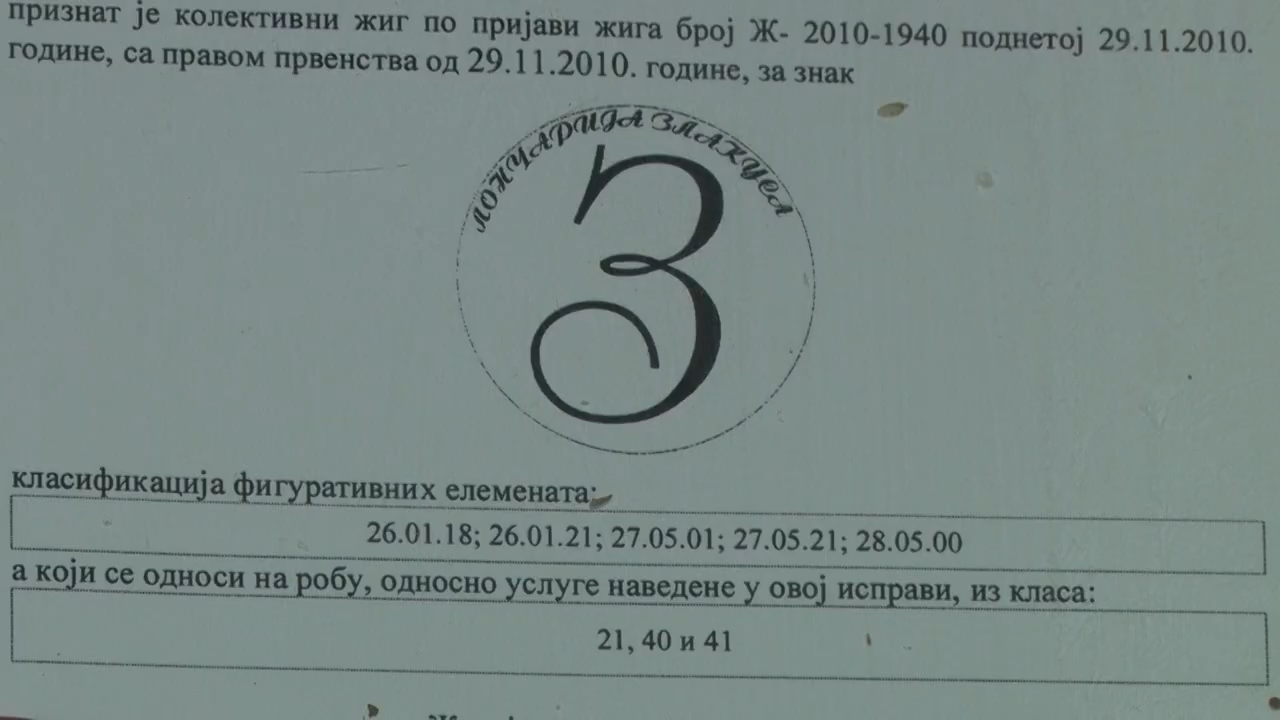 признат је колективни жиг по пријави жига број Ж- 2010-1940 поднетој 29.11.2010.
године, са правом првенства од 29.11.2010. године, за знак
ЛОНЧАРИЈА ЗЛАКУСА
З
класификација фигуративних елемената:
26.01.18; 26.01.21; 27.05.01; 27.05.21; 28.05.00
а који се односи на робу, односно услуге наведене у овој исправи, из класа:
21, 40 и 41